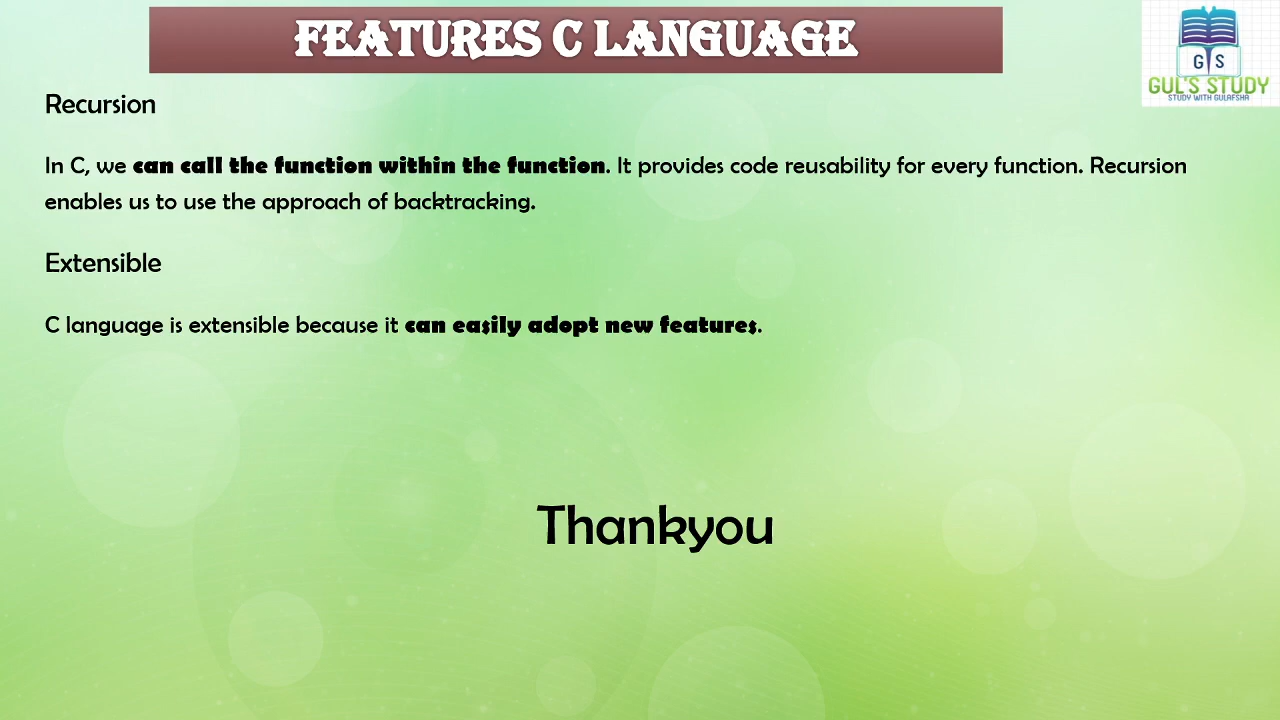 FEATURES C LANGUAGE
G S
GUL'S STUDY
STUDY WITH GULAFSHA
Recursion
In C, we can call the function within the function. It provides code reusability for every function. Recursion
enables us to use the approach of backtracking.
Extensible
C language is extensible because it can easily adopt new features.
Thankyou